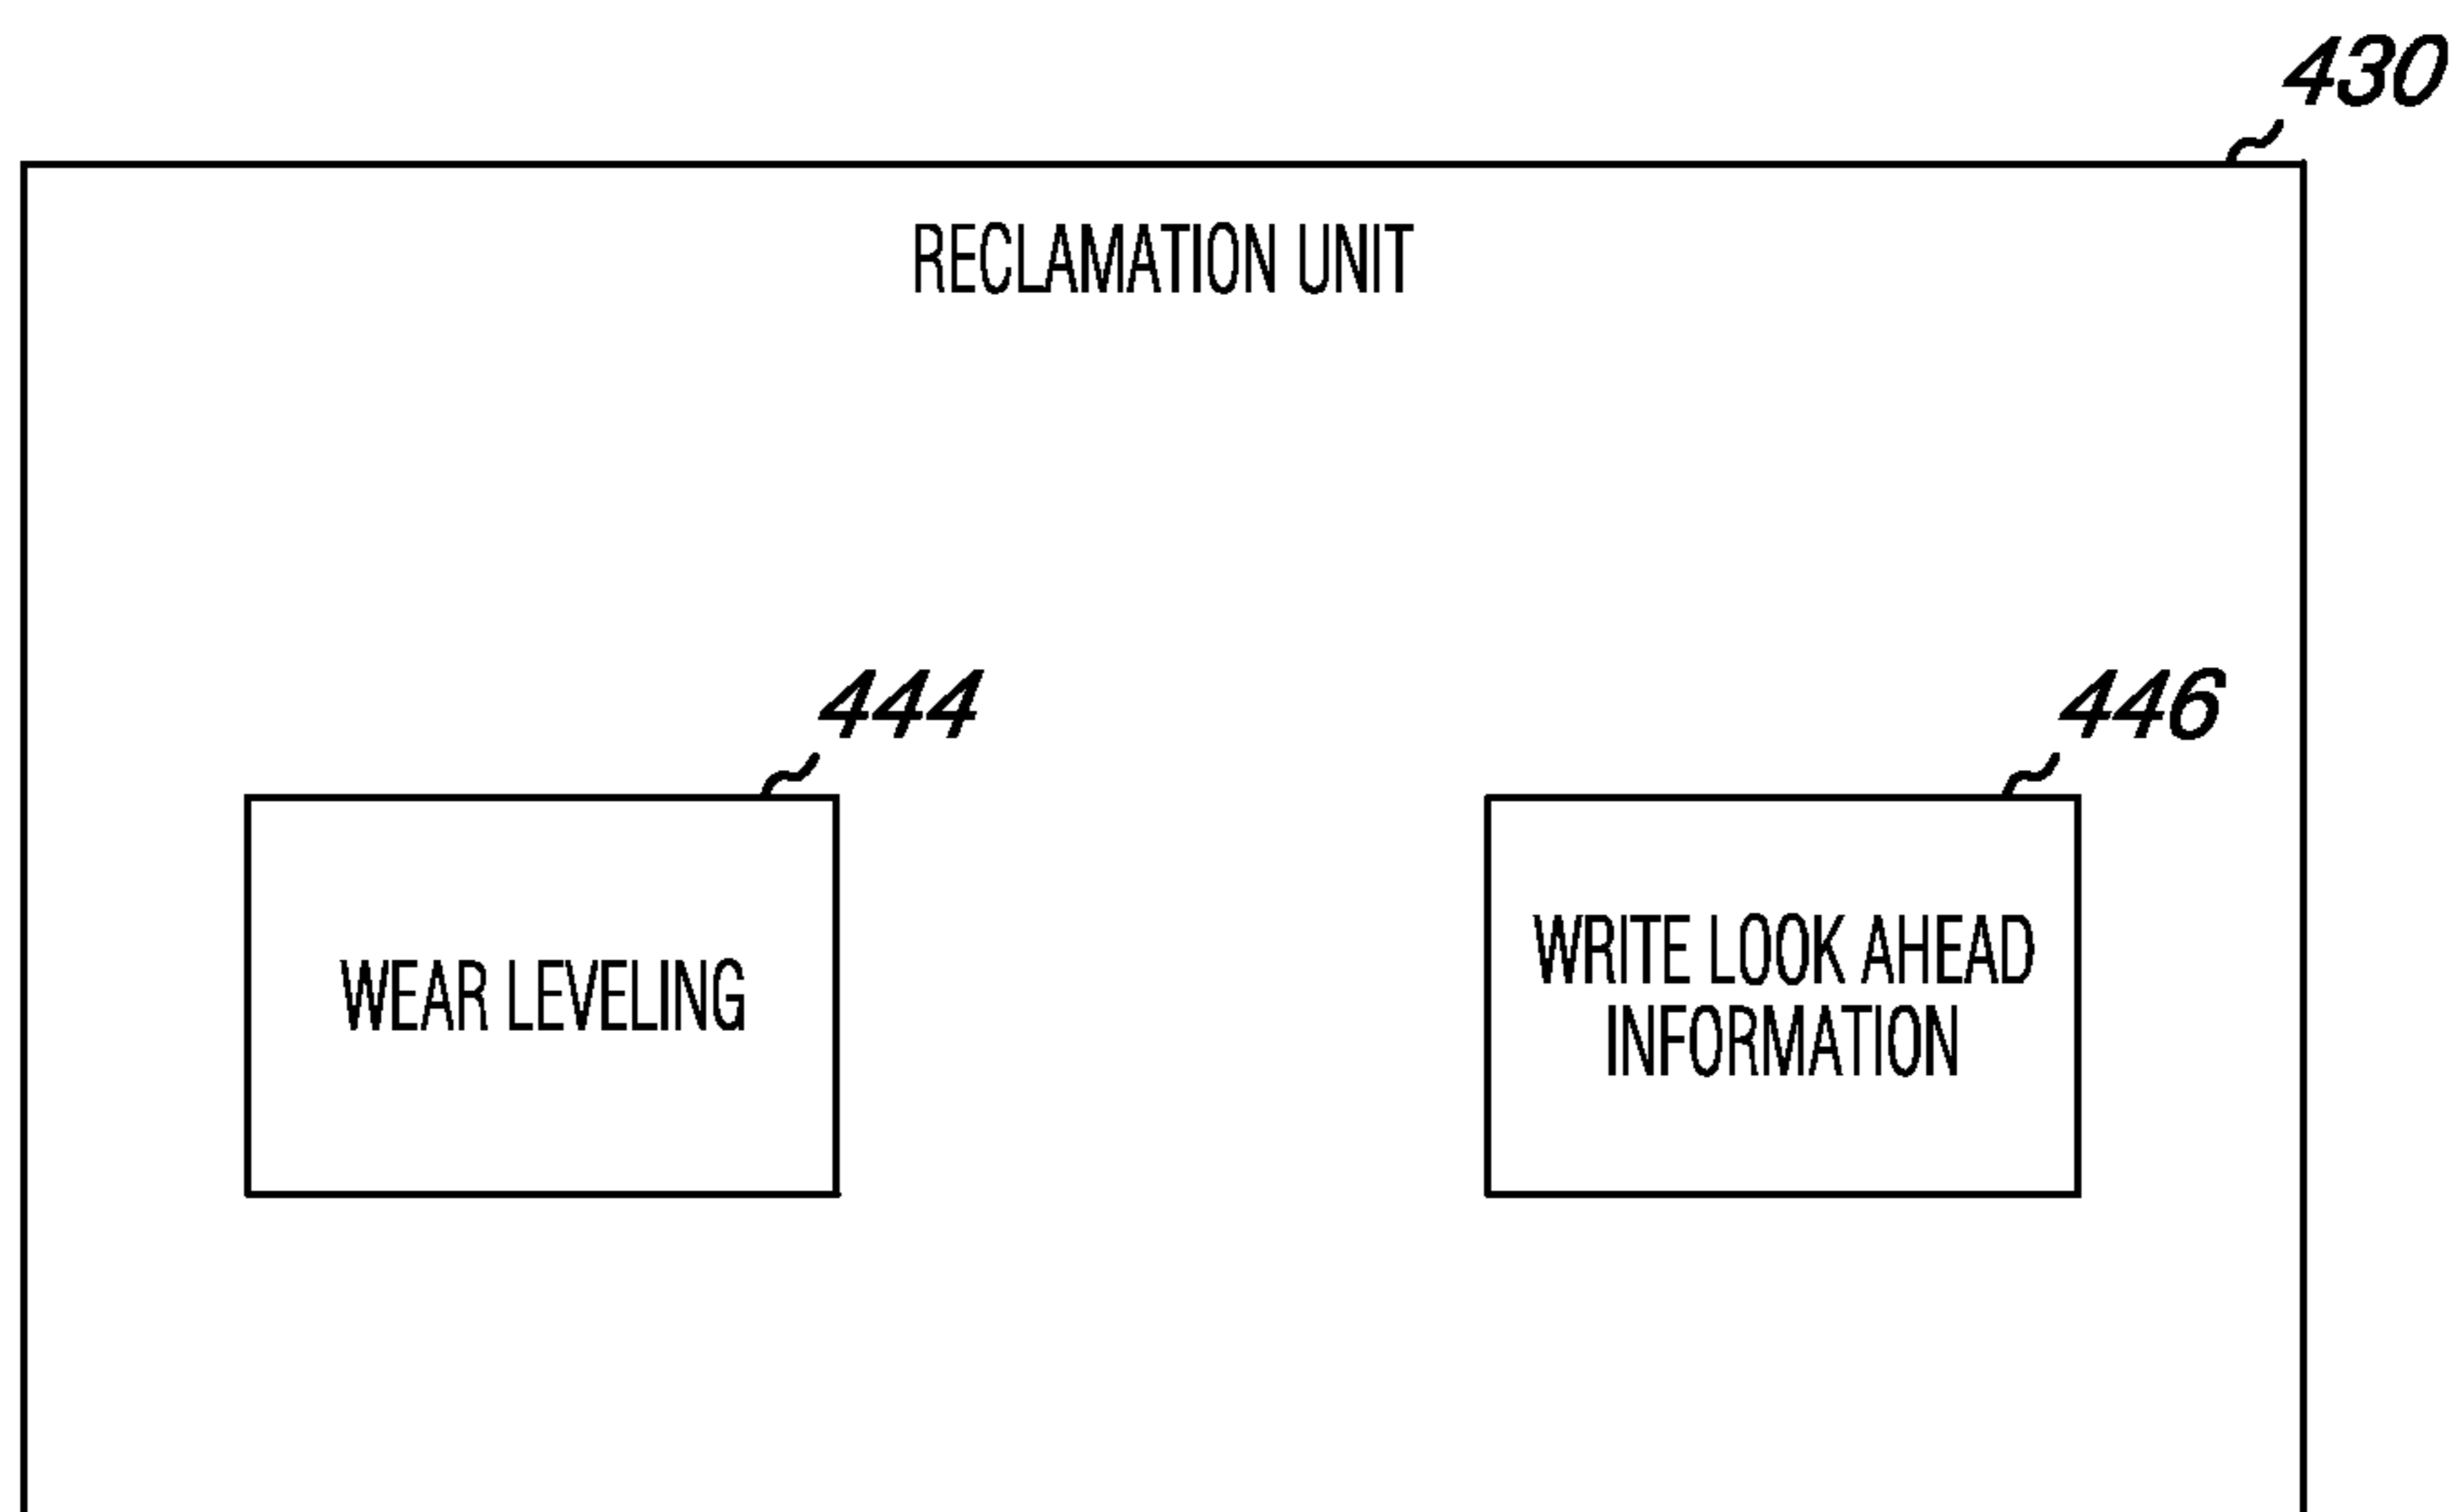 430
RECLAMATION UNIT
444
446
WEAR LEVELING
WRITE LOOK AHEAD
INFORMATION